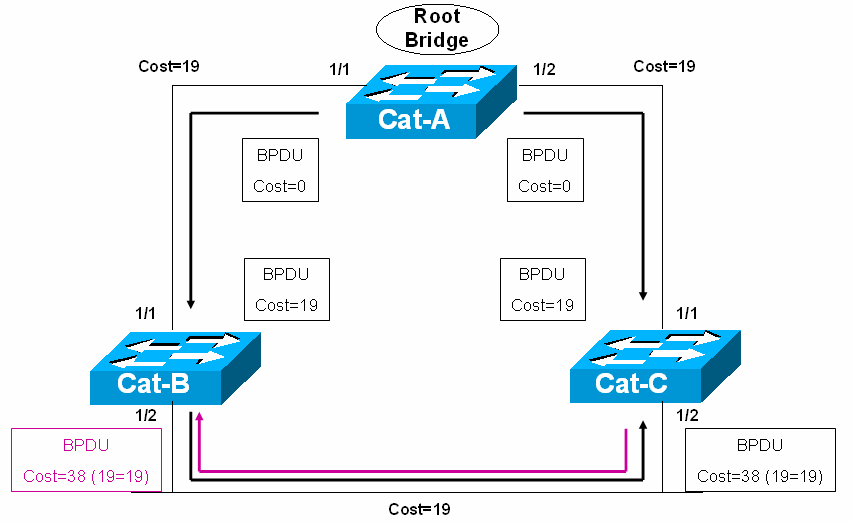 Root
Bridge
Cost=19
1/1
1/2
Cost=19
Cat-A
BPDU
Cost=0
BPDU
Cost=0
BPDU
Cost=19
BPDU
Cost=19
1/1
1/1
Cat-B
Cat-C
1/2
1/2
BPDU
Cost=38 (19=19)
BPDU
Cost=38 (19=19)
Cost=19